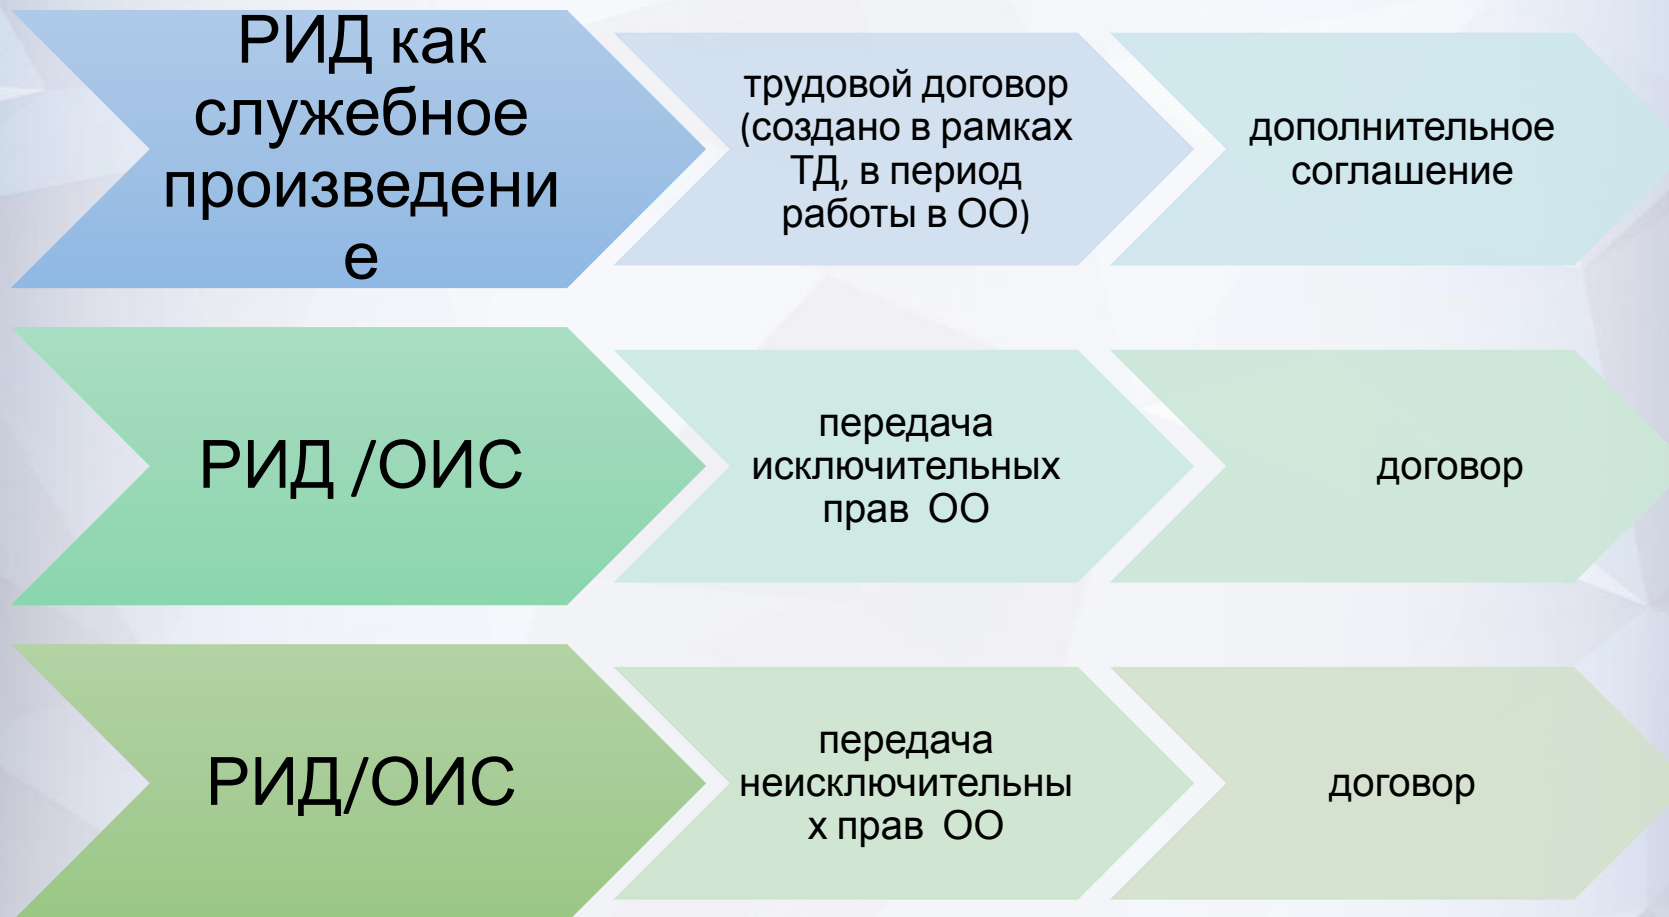 РИД как
служебное
произведени
е
трудовой договор
(создано в рамках
ТД, в период
работы в ОО)
дополнительное
соглашение
РИД /ОИС
передача
исключительных
прав ОО
договор
РИД/ОИС
передача
неисключительны
х прав ОО
договор